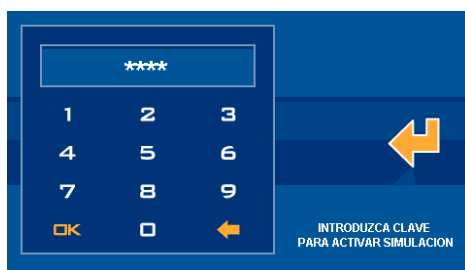 ****
1 2 3
4 5 6
7 8 9
OK 0
INTRODUZCA CLAVE
PARA ACTIVAR SIMULACION